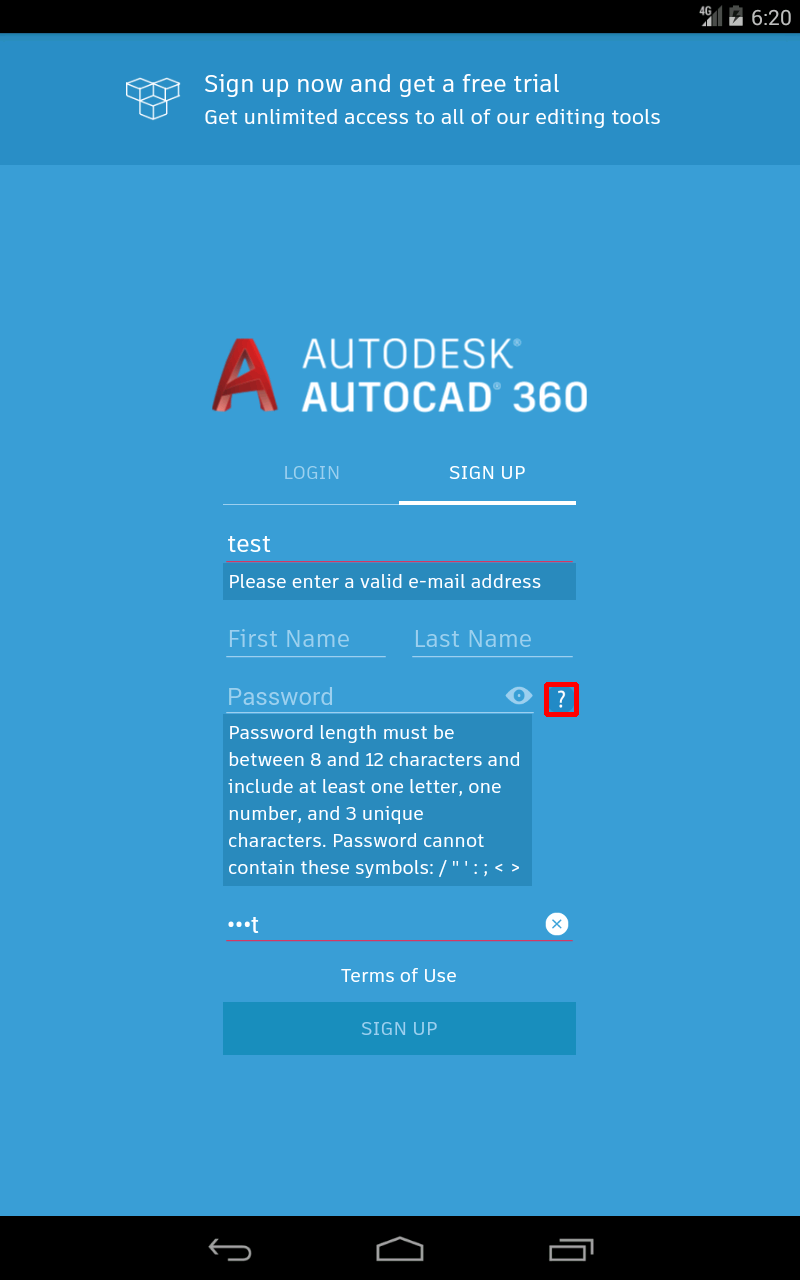 4G 6:20
Sign up now and get a free trial
Get unlimited access to all of our editing tools
AUTODESK®
AUTOCAD® 360
LOGIN SIGN UP
test
Please enter a valid e-mail address
First Name Last Name
Password ?
Password length must be
between 8 and 12 characters and
include at least one letter, one
number, and 3 unique
characters. Password cannot
contain these symbols: / " ' : ; < >
•••t
Terms of Use
SIGN UP